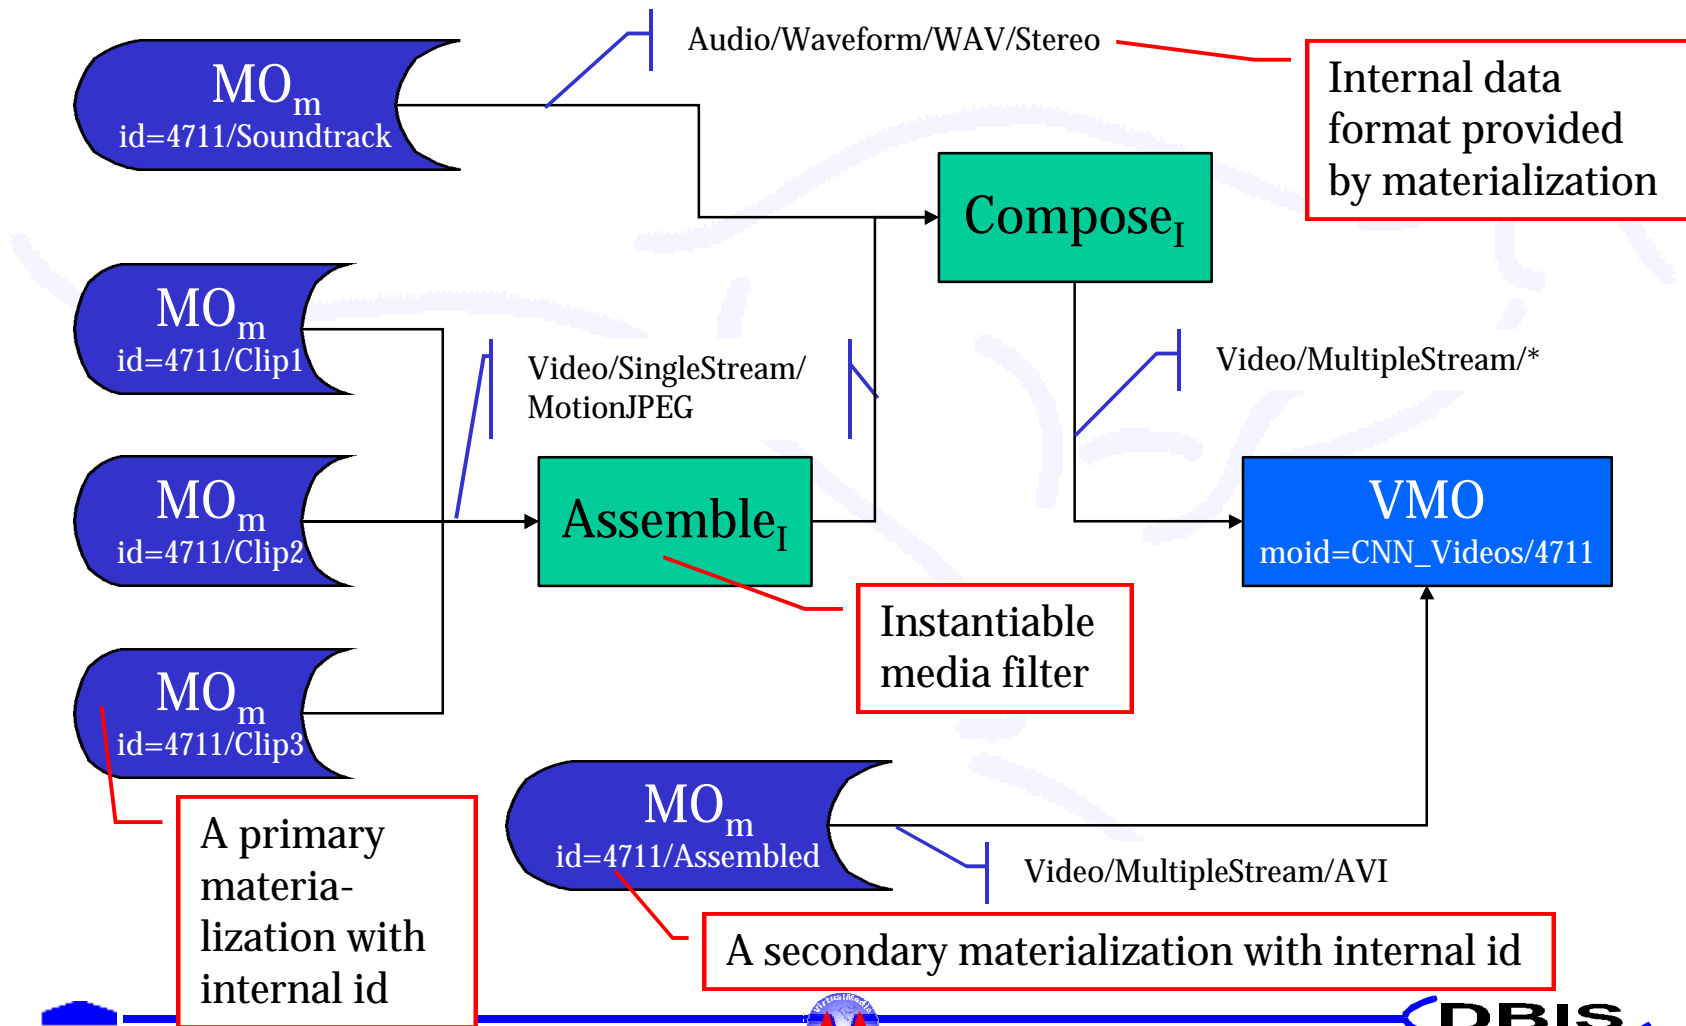 Audio/Waveform/WAV/Stereo
MOm
id=4711/Soundtrack
Internal data
format provided
by materialization
ComposeI
MOm
id=4711/Clip1
Video/SingleStream/
MotionJPEG
Video/MultipleStream/*
MOm
id=4711/Clip2
AssembleI
VMO
moid=CNN_Videos/4711
Instantiable
media filter
MOm
id=4711/Clip3
MOm
id=4711/Assembled
Video/MultipleStream/AVI
A primary
materia-
lization with
internal id
A secondary materialization with internal id
VirtualMedia
DBIS